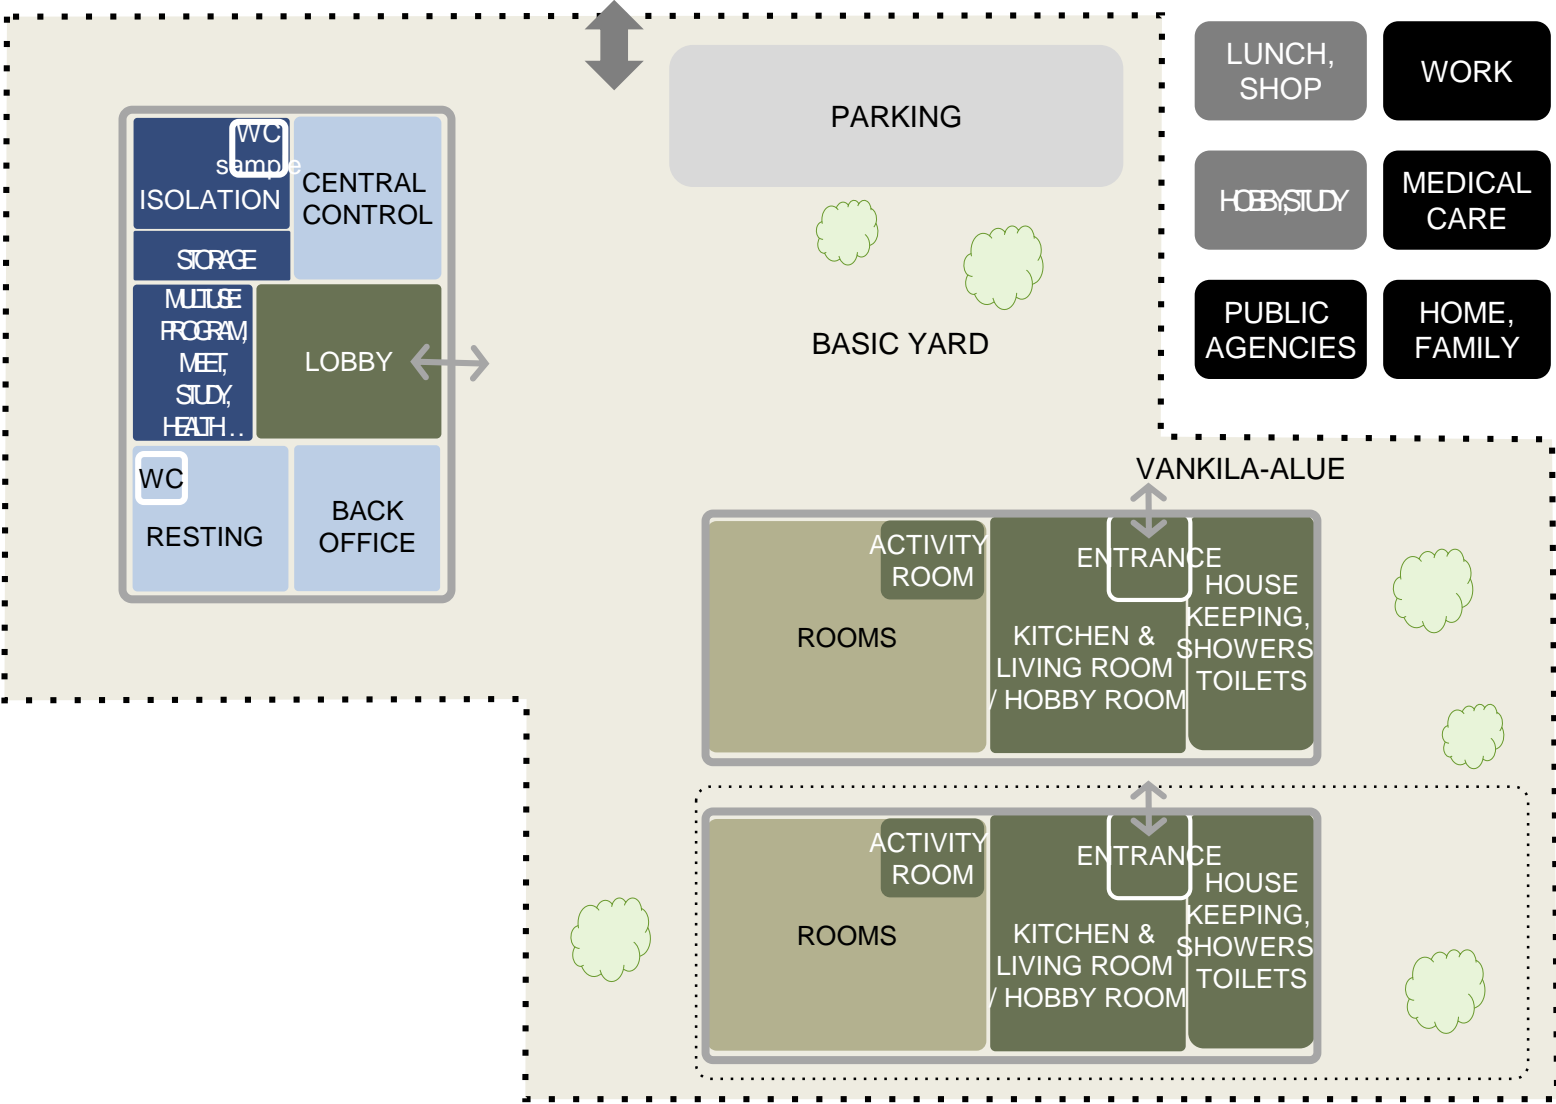 PARKING
LUNCH,
SHOP
WORK
HOBBY,STUDY
MEDICAL
CARE
PUBLIC
AGENCIES
HOME,
FAMILY
WC
sample
ISOLATION
CENTRAL
CONTROL
STORAGE
MULTIUSE:
PROGRAM,
MEET,
STUDY,
HEALTH…
LOBBY
WC
RESTING
BACK
OFFICE
BASIC YARD
VANKILA-ALUE
ACTIVITY
ROOM
ROOMS
ENTRANCE
KITCHEN &
LIVING ROOM
/ HOBBY ROOM
HOUSE
KEEPING,
SHOWERS
TOILETS
ACTIVITY
ROOM
ROOMS
ENTRANCE
KITCHEN &
LIVING ROOM
/ HOBBY ROOM
HOUSE
KEEPING,
SHOWERS
TOILETS